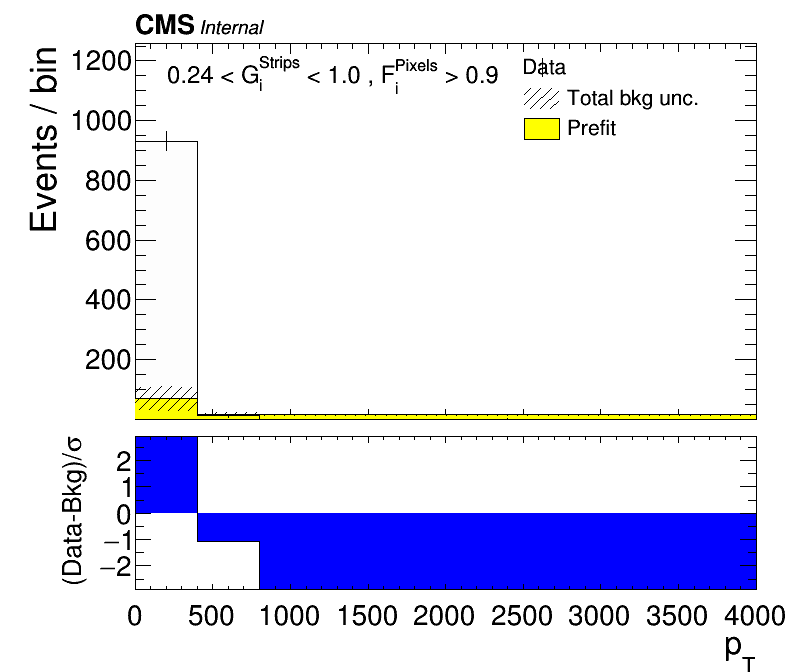 CMS Internal
0.24 < G_i^Strips < 1.0 , F_i^Pixels > 0.9
Data
Total bkg unc.
Prefit
Events / bin
1200
1000
800
600
400
200
(Data-Bkg)/σ
2
1
0
−1
−2
0 500 1000 1500 2000 2500 3000 3500 4000
p_T